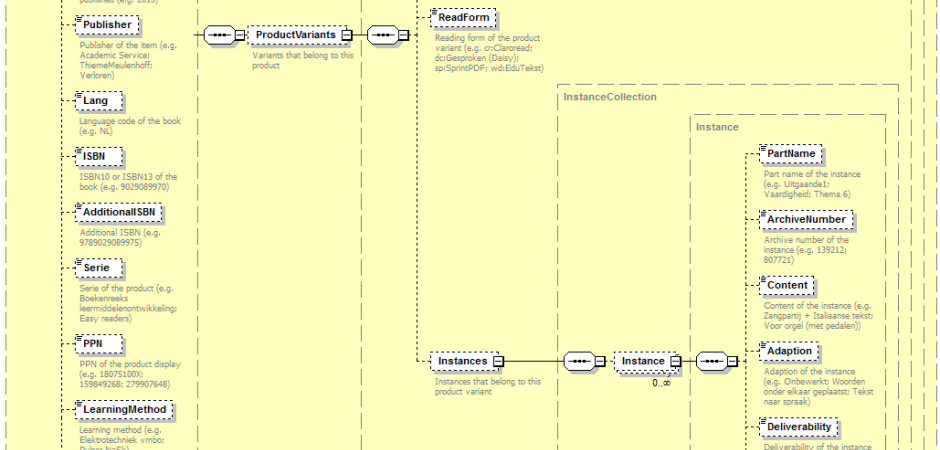 published (e.g. 2013)
Publisher
Publisher of the item (e.g.
Academic Service;
ThiemeMeulenhoff;
Verloren)
Lang
Language code of the book
(e.g. NL)
ISBN
ISBN10 or ISBN13 of the
book (e.g. 9029089970)
AdditionalISBN
Additional ISBN (e.g.
9789029089975)
Serie
Serie of the product (e.g.
Boekenreeks
leermiddelenontwikkeling;
Easy readers)
PPN
PPN of the product display
(e.g. 18075100X;
159849268; 279907648)
LearningMethod
Learning method (e.g.
Elektrotechniek vmbo;
Pulsar NaSk)
ProductVariants
Variants that belong to this
product
ReadForm
Reading form of the product
variant (e.g. cr:Claroread;
dc:Gesproken (Daisy);
sp:SprintPDF; wd:EduTekst)
Instances
Instances that belong to this
product variant
InstanceCollection
Instance
Instance
0..∞
PartName
Part name of the instance
(e.g. Uitgaande1;
Vaardigheid; Thema 6)
ArchiveNumber
Archive number of the
instance (e.g. 139212;
807721)
Content
Content of the instance (e.g.
Zangpartij + Italiaanse tekst;
Voor orgel (met pedalen))
Adaption
Adaption of the instance
(e.g. Onbewerkt; Woorden
onder elkaar geplaatst; Tekst
naar spraak)
Deliverability
Deliverability of the instance